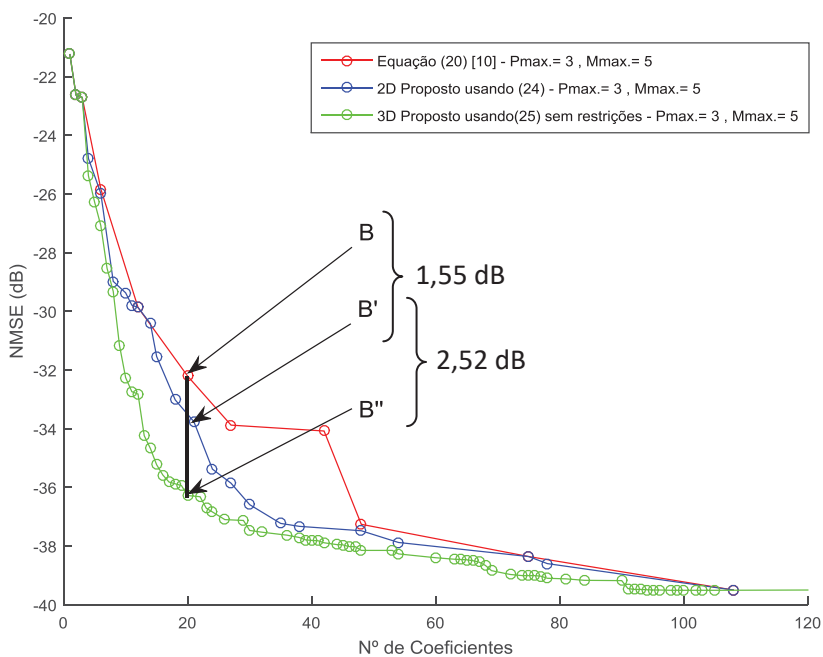 -20
-22
-24
-26
-28
-30
-32
-34
-36
-38
-40
NMSE (dB)
Equação (20) [10] - Pmax.= 3 , Mmax.= 5
2D Proposto usando (24) - Pmax.= 3 , Mmax.= 5
3D Proposto usando(25) sem restrições - Pmax.= 3 , Mmax.= 5
B
1,55 dB
B'
2,52 dB
B"
0
20
40
60
80
100
120
Nº de Coeficientes